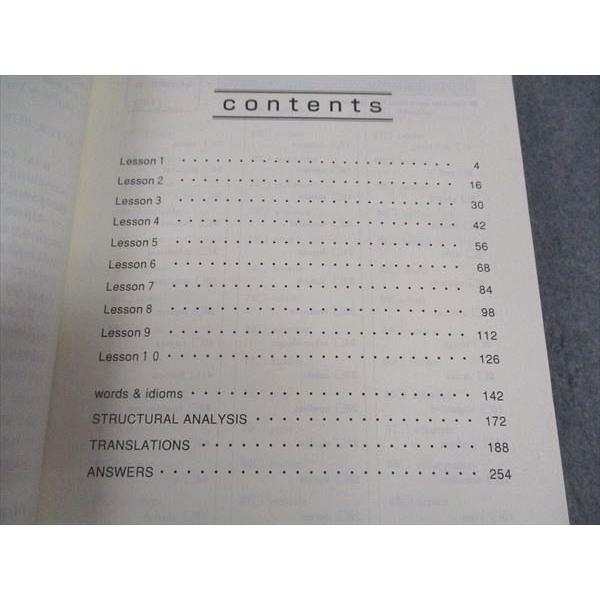 contents
Lesson 1 ・・・・・・・・・・・・・・・・・・・・ 4
Lesson 2 ・・・・・・・・・・・・・・・・・・・・ 16
Lesson 3 ・・・・・・・・・・・・・・・・・・・・ 30
Lesson 4 ・・・・・・・・・・・・・・・・・・・・ 42
Lesson 5 ・・・・・・・・・・・・・・・・・・・・ 56
Lesson 6 ・・・・・・・・・・・・・・・・・・・・ 68
Lesson 7 ・・・・・・・・・・・・・・・・・・・・ 84
Lesson 8 ・・・・・・・・・・・・・・・・・・・・ 98
Lesson 9 ・・・・・・・・・・・・・・・・・・・・ 112
Lesson 1 0 ・・・・・・・・・・・・・・・・・・・・ 126
words & idioms ・・・・・・・・・・・・・・・・・・ 142
STRUCTURAL ANALYSIS ・・・・・・・・・・・・・・ 172
TRANSLATIONS ・・・・・・・・・・・・・・・・・・ 188
ANSWERS ・・・・・・・・・・・・・・・・・・・・ 254